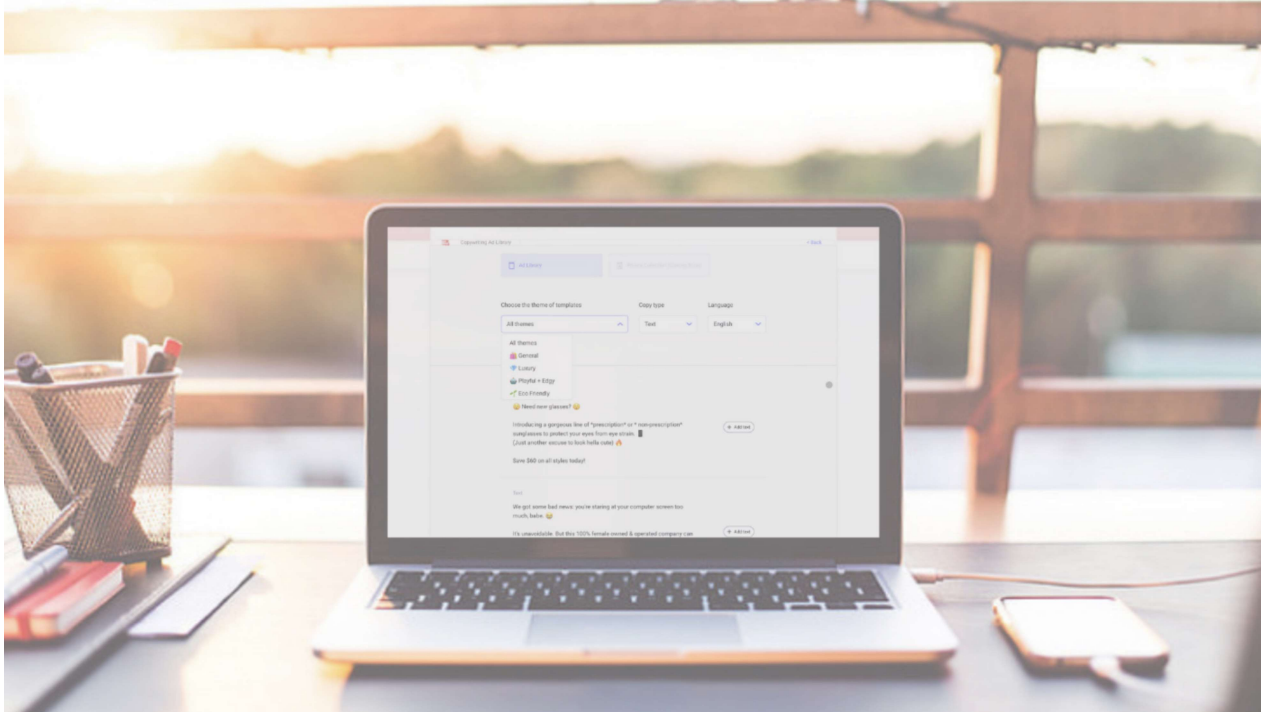 < Back
Ad Library
Choose the theme of templates
Copy type
Language
All themes
Text
English
All themes
General
Luxury
Playful + Edgy
Eco Friendly
😔 Need new glasses? 😔
Introducing a gorgeous line of *prescription* or * non-prescription*
sunglasses to protect your eyes from eye strain.
(Just another excuse to look hella cute) 🔥
+ Add text
Save $60 on all styles today!
Text
We got some bad news: you're staring at your computer screen too
much, babe.
It's unavoidable. But this 100% female owned & operated company can
+ Add text